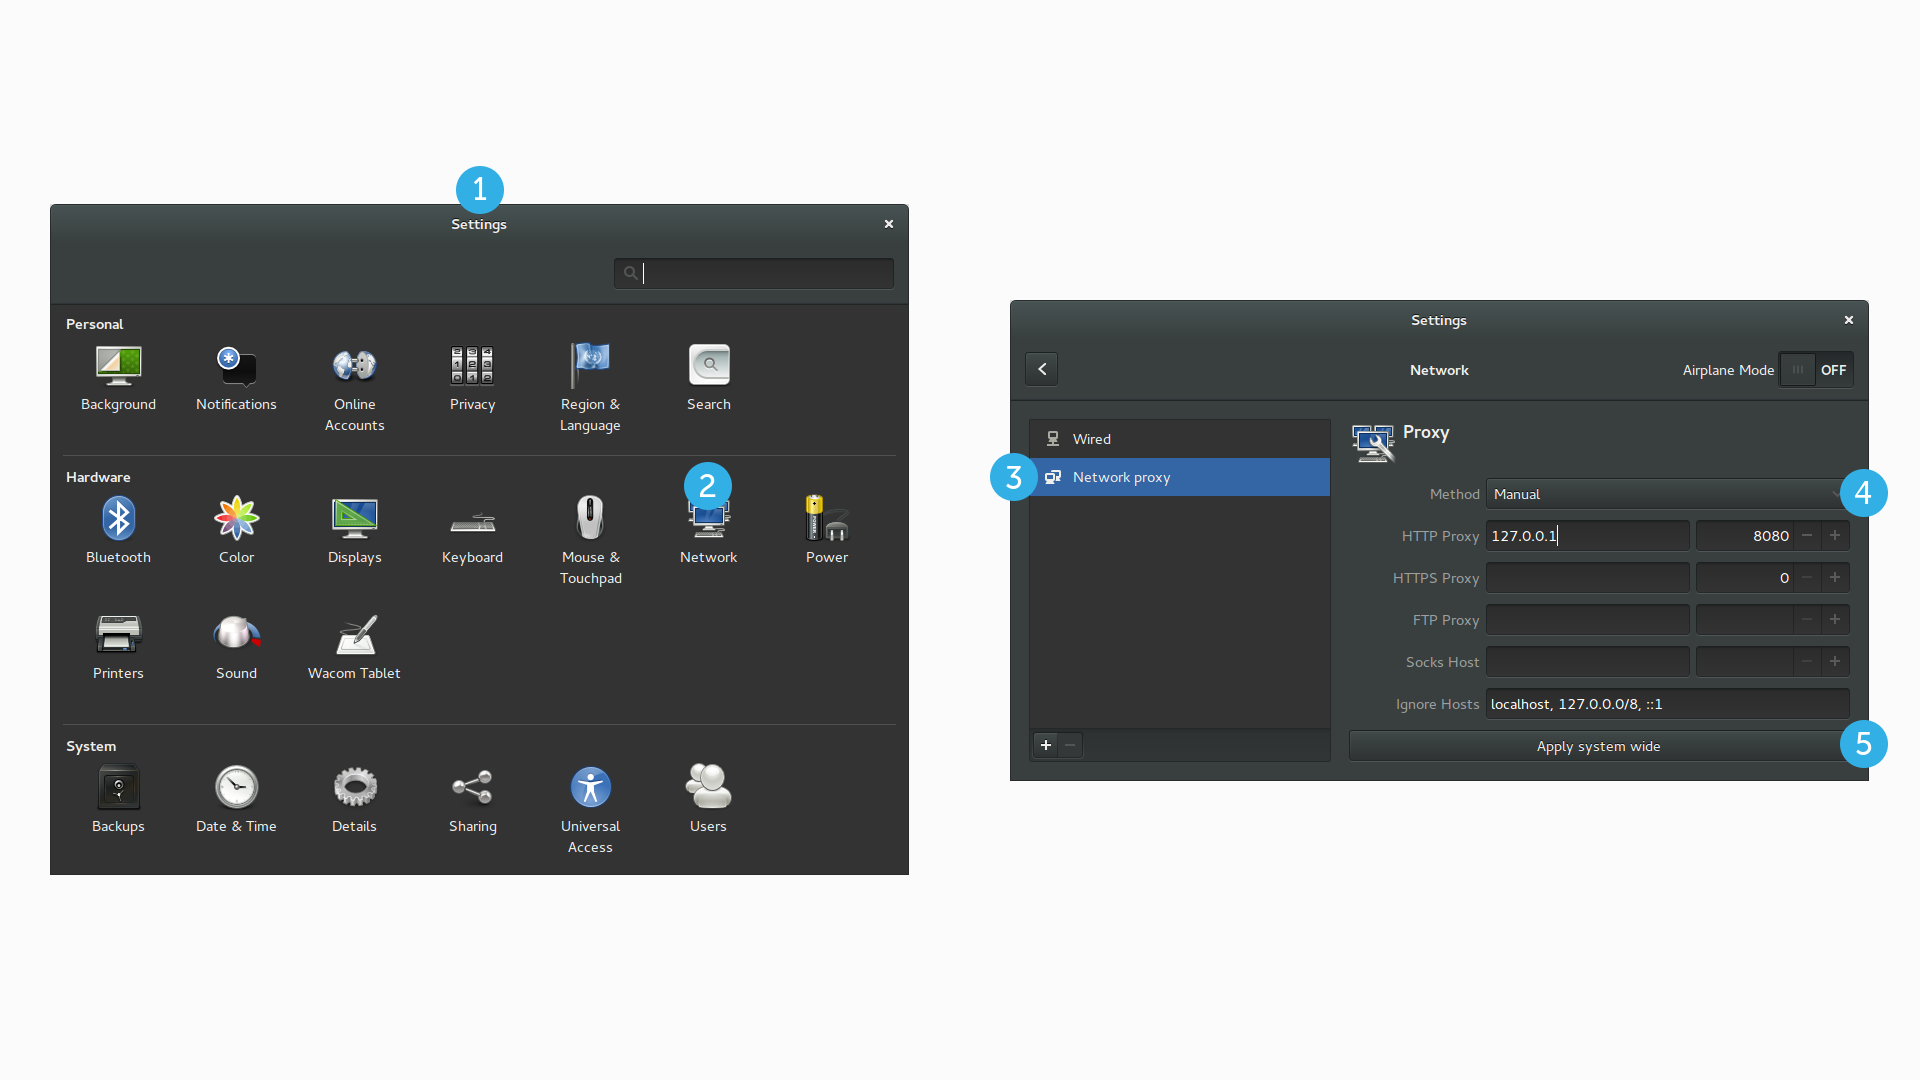 1
Settings
Personal
Background
Notifications
Online
Accounts
Privacy
Region &
Language
Search
Hardware
2
Bluetooth
Color
Displays
Keyboard
Mouse &
Touchpad
Network
Power
Printers
Sound
Wacom Tablet
System
Backups
Date & Time
Details
Sharing
Universal
Access
Users
Settings
Network
Airplane Mode
OFF
Wired
3
Network proxy
Proxy
Method
Manual
4
HTTP Proxy
127.0.0.1
8080
HTTPS Proxy
0
FTP Proxy
Socks Host
Ignore Hosts
localhost, 127.0.0.0/8, ::1
Apply system wide
5